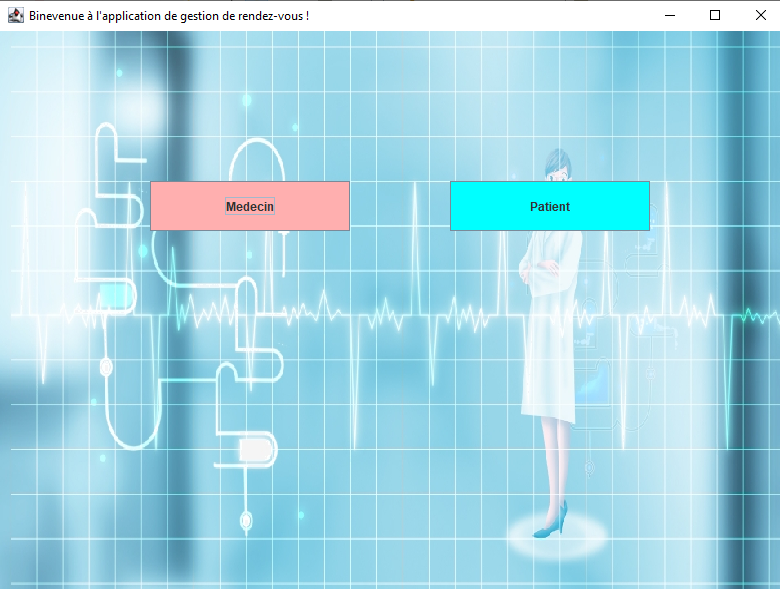 Binevenue à l'application de gestion de rendez-vous !
Medecin
Patient